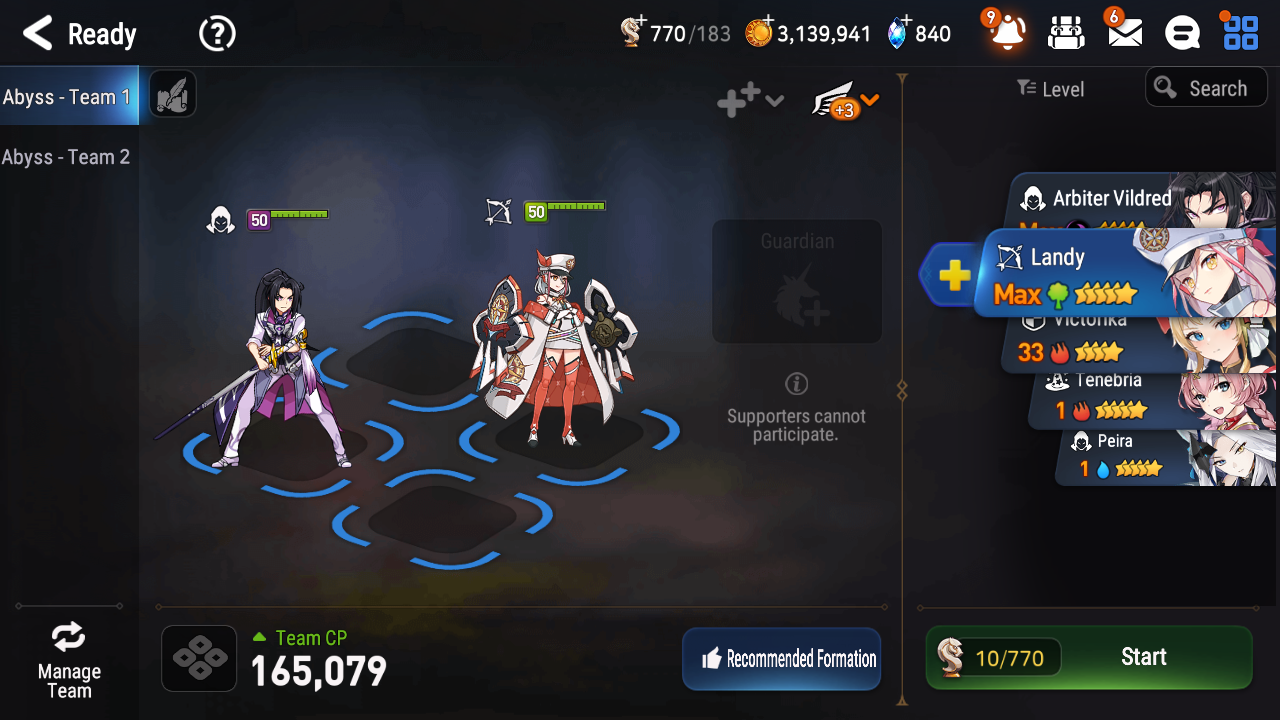 Ready
?
770/183
3,139,941
840
9
6
Abyss - Team 1
Abyss - Team 2
+3
Level
Search
50
50
Guardian
Supporters cannot
participate.
Arbiter Vildred
Landy
Max
Victorika
33
Tenebria
1
Peira
1
Manage
Team
Team CP
165,079
Recommended Formation
10/770
Start